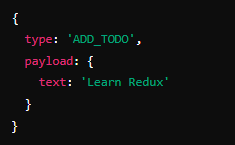 {
  type: 'ADD_TODO',
  payload: {
    text: 'Learn Redux'
  }
}